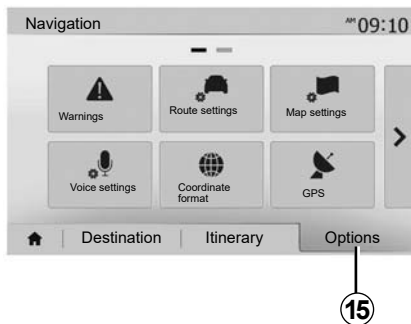 Navigation
AM 09:10
Warnings
Route settings
Map settings
Voice settings
Coordinate
format
GPS
Destination
Itinerary
Options
15